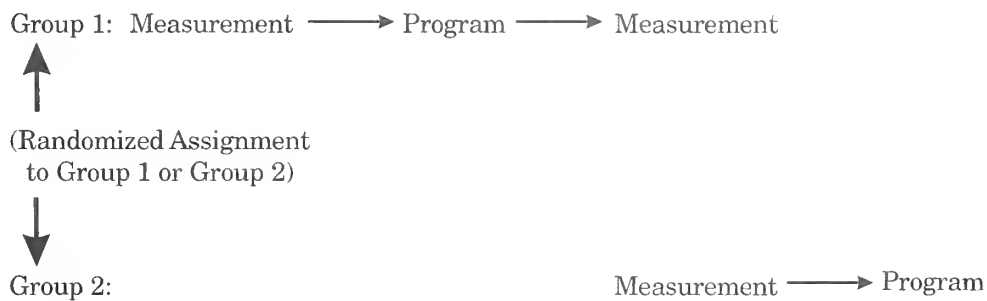 Group 1: Measurement → Program → Measurement
(Randomized Assignment
to Group 1 or Group 2)
Group 2: Measurement → Program